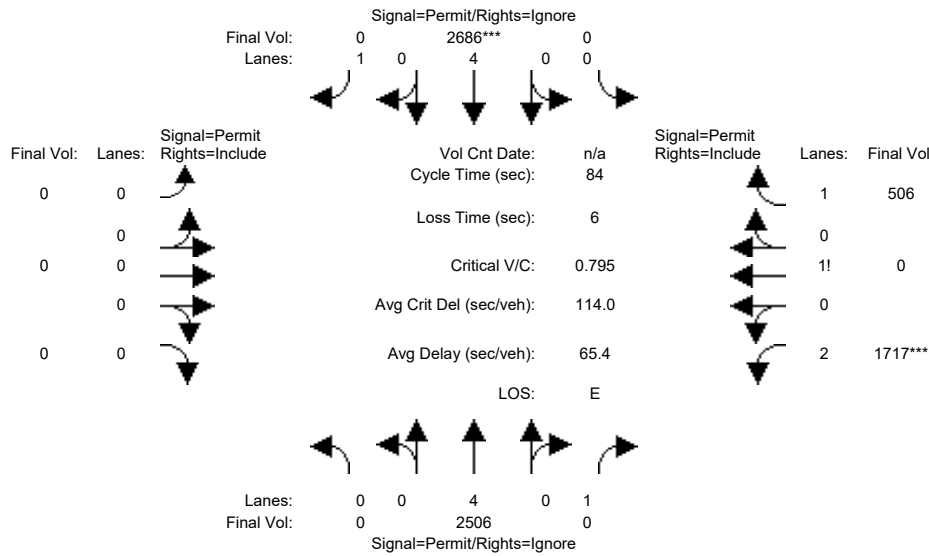 Signal=Permit/Rights=Ignore
Final Vol: 0 2686*** 0
Lanes: 1 0 4 0 0
Signal=Permit Signal=Permit
Final Vol: Lanes: Rights=Include Vol Cnt Date: n/a Rights=Include Lanes: Final Vol
Cycle Time (sec): 84
0 0 1 506
Loss Time (sec): 6
0 0
0 0 Critical V/C: 0.795 1! 0
0 Avg Crit Del (sec/veh): 114.0 0
0 0 Avg Delay (sec/veh): 65.4 2 1717***
LOS: E
Lanes: 0 0 4 0 1
Final Vol: 0 2506 0
Signal=Permit/Rights=Ignore